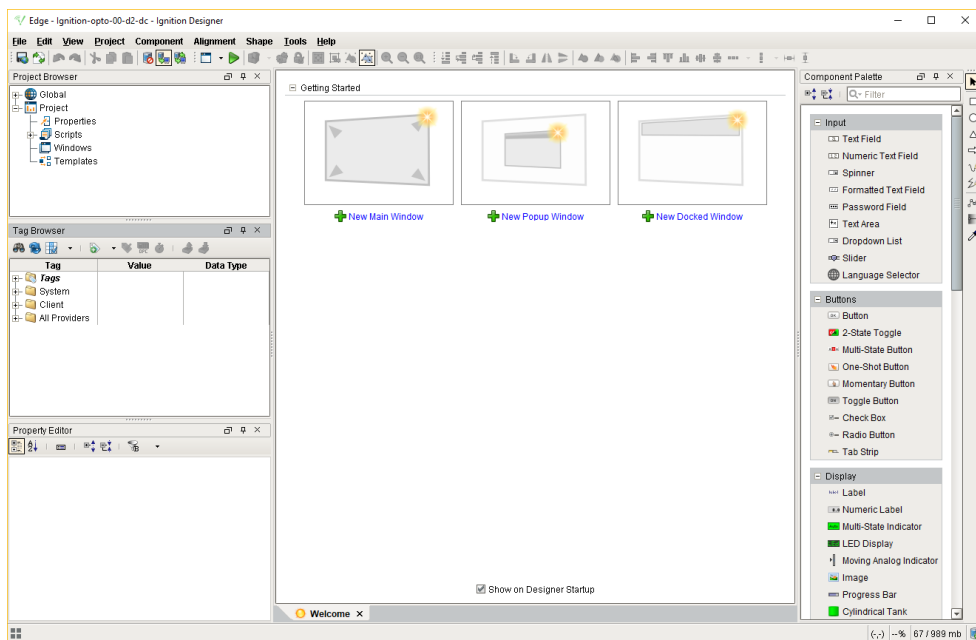 Edge - Ignition-opto-00-d2-dc - Ignition Designer
File Edit View Project Component Alignment Shape Tools Help
Project Browser
Global
Project
Properties
Scripts
Windows
Templates
Tag Browser
Tag Value Data Type
Tags
System
Client
All Providers
Property Editor
Getting Started
New Main Window New Popup Window New Docked Window
Show on Designer Startup
Welcome
Component Palette
Filter
Input
Text Field
Numeric Text Field
Spinner
Formatted Text Field
Password Field
Text Area
Dropdown List
Slider
Language Selector
Buttons
Button
2-State Toggle
Multi-State Button
One-Shot Button
Momentary Button
Toggle Button
Check Box
Radio Button
Tab Strip
Display
Label
Numeric Label
Multi-State Indicator
LED Display
Moving Analog Indicator
Image
Progress Bar
Cylindrical Tank
(-,-) --% 67 / 989 mb